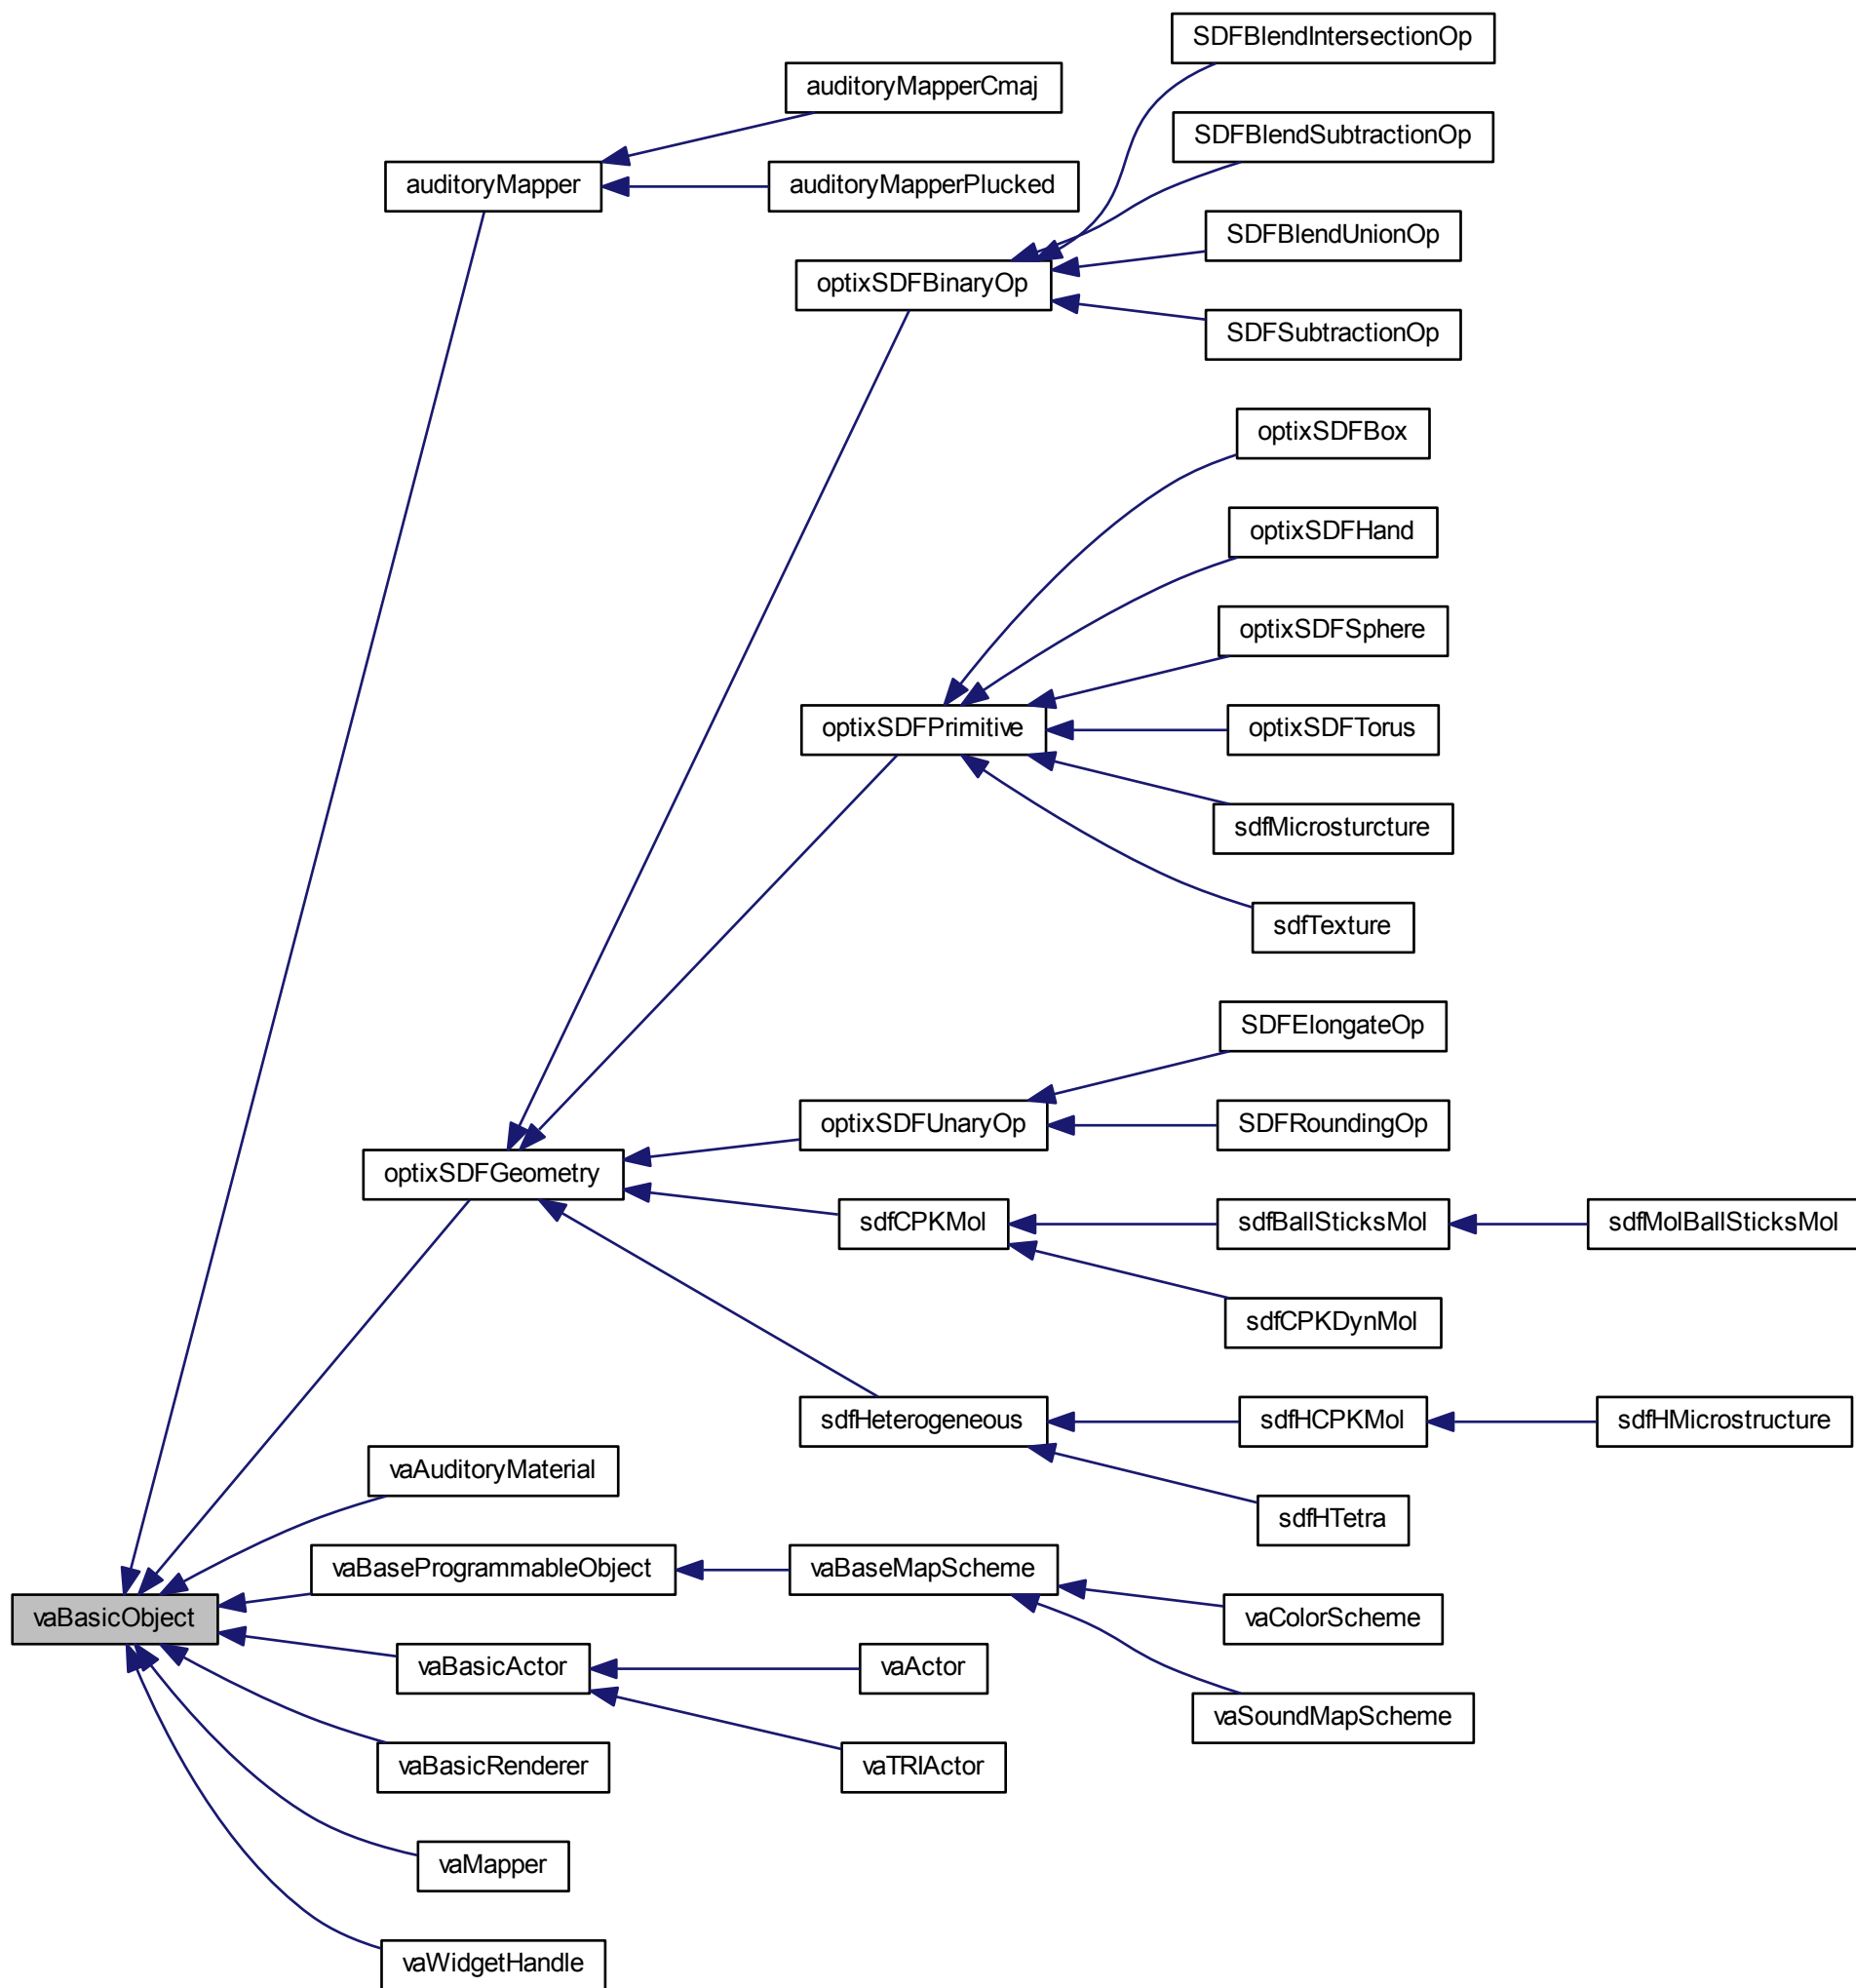 SDFBlendIntersectionOp
auditoryMapperCmaj
SDFBlendSubtractionOp
auditoryMapper
auditoryMapperPlucked
SDFBlendUnionOp
optixSDFBinaryOp
SDFSubtractionOp
optixSDFBox
optixSDFHand
optixSDFSphere
optixSDFPrimitive
optixSDFTorus
sdfMicrosturcture
sdfTexture
SDFElongateOp
optixSDFUnaryOp
SDFRoundingOp
optixSDFGeometry
sdfCPKMol
sdfBallSticksMol
sdfMolBallSticksMol
sdfCPKDynMol
sdfHeterogeneous
sdfHCPKMol
sdfHMicrostructure
vaAuditoryMaterial
sdfHTetra
vaBaseProgrammableObject
vaBaseMapScheme
vaBasicObject
vaColorScheme
vaBasicActor
vaActor
vaSoundMapScheme
vaBasicRenderer
vaTRIActor
vaMapper
vaWidgetHandle